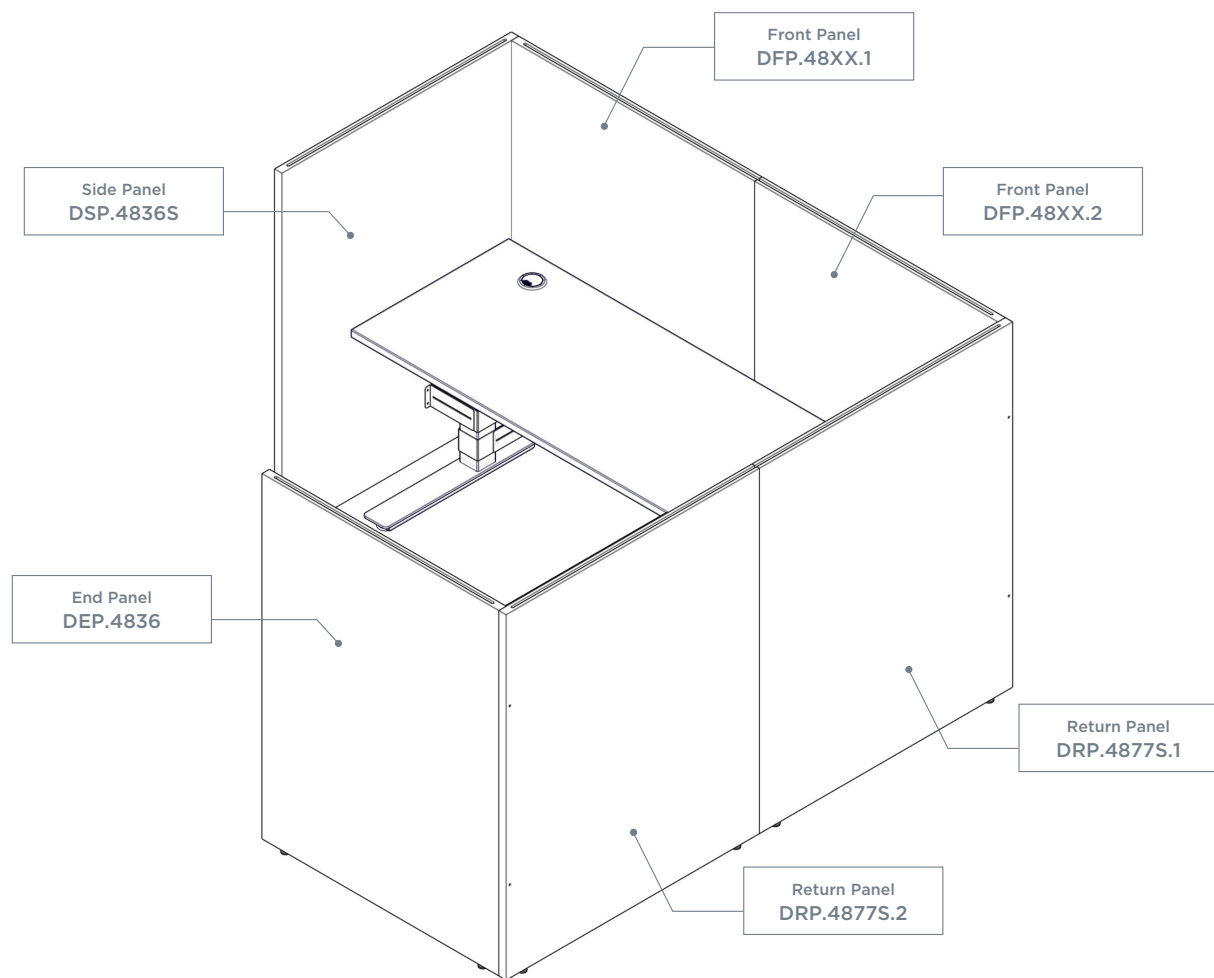 Front Panel
DFP.48XX.1
Side Panel
DSP.4836S
Front Panel
DFP.48XX.2
End Panel
DEP.4836
Return Panel
DRP.4877S.1
Return Panel
DRP.4877S.2